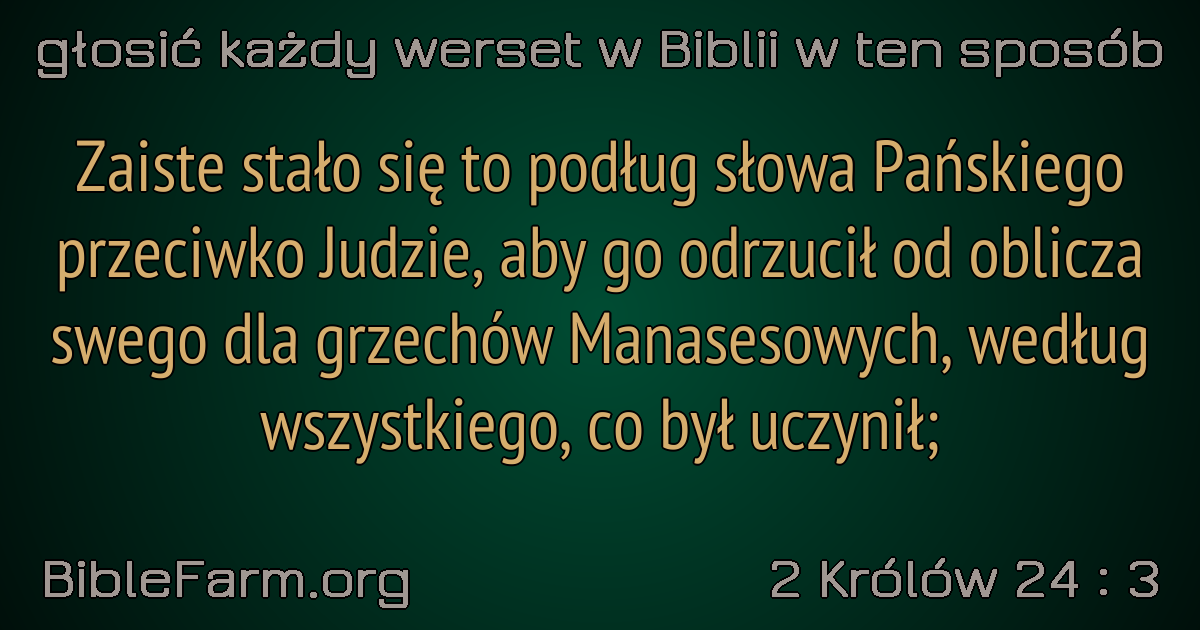 głosić każdy werset w Biblii w ten sposób
Zaiste stało się to podług słowa Pańskiego
przeciwko Judzie, aby go odrzucił od oblicza
swego dla grzechów Manasesowych, według
wszystkiego, co był uczynił;
BibleFarm.org
2 Królów 24 : 3